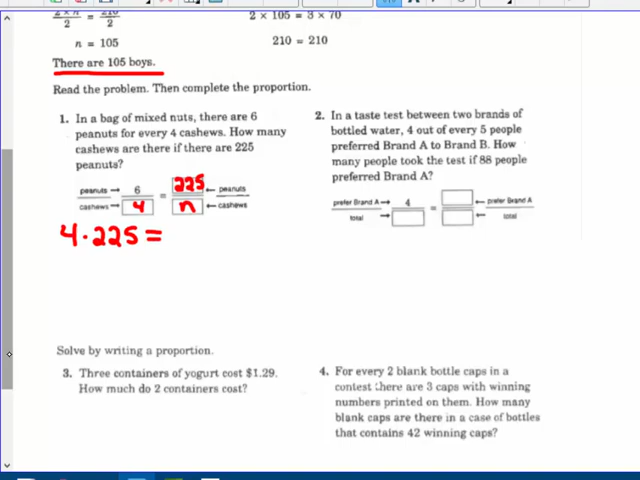 2 × n = 210
2 2
2 × 105 = 3 × 70
n = 105
210 = 210
There are 105 boys.
Read the problem. Then complete the proportion.
1. In a bag of mixed nuts, there are 6
peanuts for every 4 cashews. How many
cashews are there if there are 225
peanuts?
peanuts → 6 = 225 ← peanuts
cashews → 4 n ← cashews
4 · 225 =
2. In a taste test between two brands of
bottled water, 4 out of every 5 people
preferred Brand A to Brand B. How
many people took the test if 88 people
preferred Brand A?
prefer Brand A → 4 = ← prefer Brand A
total → ← total
Solve by writing a proportion.
3. Three containers of yogurt cost $1.29.
How much do 2 containers cost?
4. For every 2 blank bottle caps in a
contest there are 3 caps with winning
numbers printed on them. How many
blank caps are there in a case of bottles
that contains 42 winning caps?